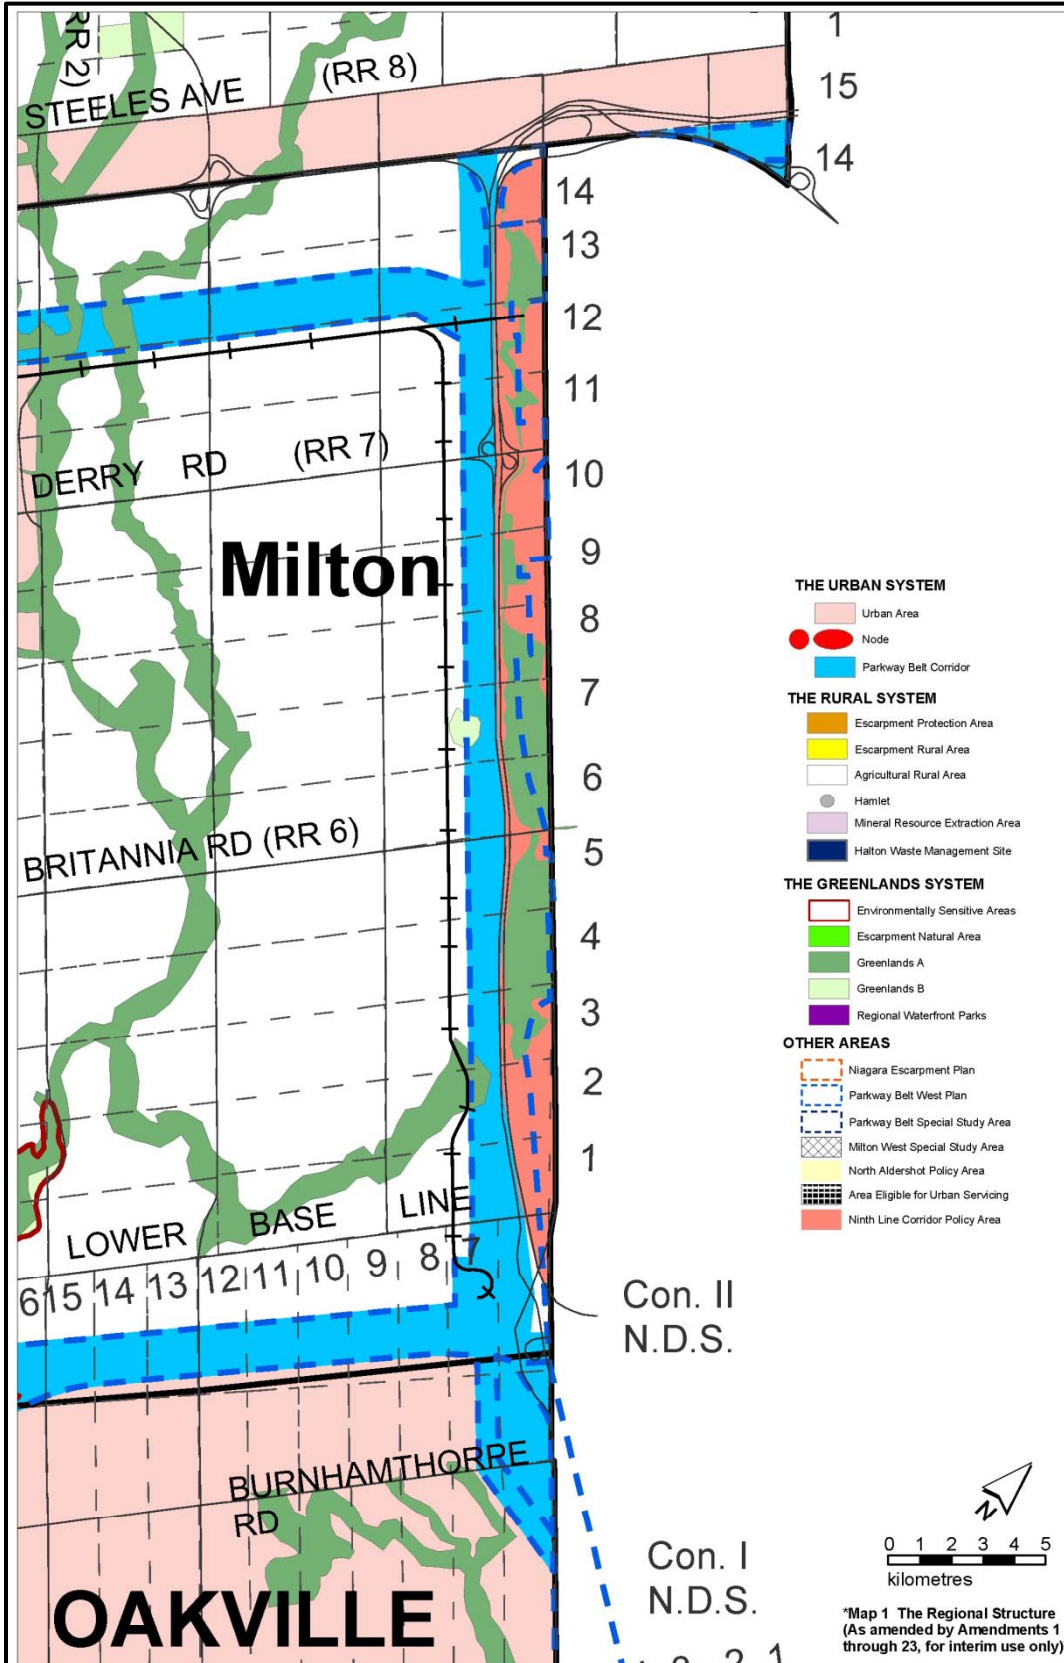 RR 2)
1
STEELES AVE (RR 8)
15
14
14
13
12
11
DERRY RD (RR 7)
10
9
Milton
8
7
6
BRITANNIA RD (RR 6)
5
4
3
2
1
LOWER BASE LINE
615 14 13 12 11 10 9 8 7
Con. II
N.D.S.
BURNHAMTHORPE
RD
Con. I
N.D.S.
OAKVILLE
2 1
THE URBAN SYSTEM
Urban Area
Node
Parkway Belt Corridor
THE RURAL SYSTEM
Escarpment Protection Area
Escarpment Rural Area
Agricultural Rural Area
Hamlet
Mineral Resource Extraction Area
Halton Waste Management Site
THE GREENLANDS SYSTEM
Environmentally Sensitive Areas
Escarpment Natural Area
Greenlands A
Greenlands B
Regional Waterfront Parks
OTHER AREAS
Niagara Escarpment Plan
Parkway Belt West Plan
Parkway Belt Special Study Area
Milton West Special Study Area
North Aldershot Policy Area
Area Eligible for Urban Servicing
Ninth Line Corridor Policy Area
N
0 1 2 3 4 5
kilometres
*Map 1 The Regional Structure
(As amended by Amendments 1
through 23, for interim use only)